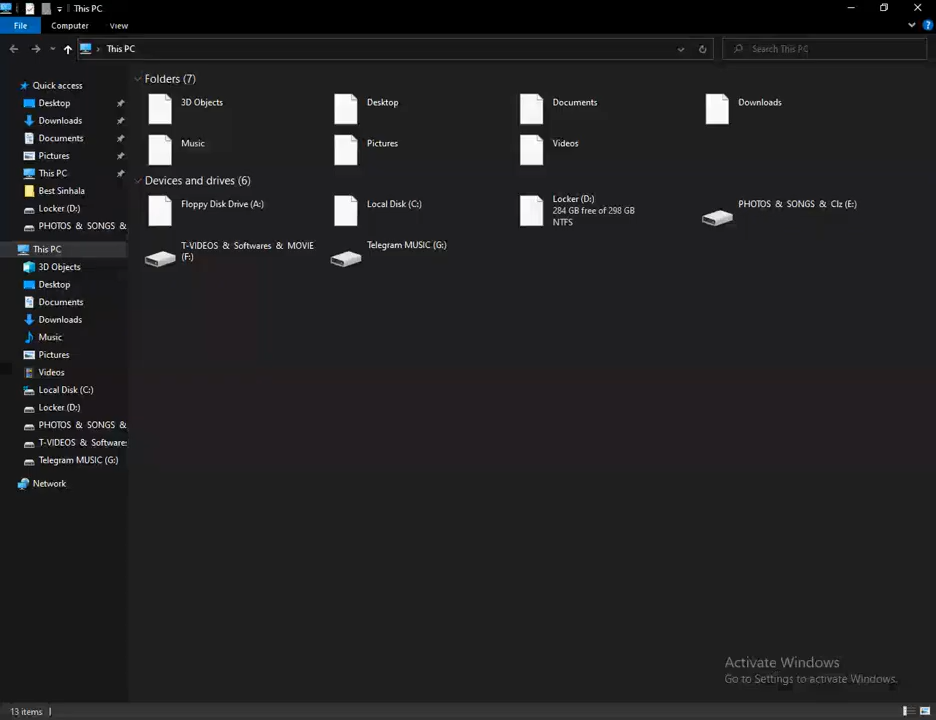 This PC
File
Computer
View
This PC
Search This PC
Quick access
Desktop
Downloads
Documents
Pictures
This PC
Best Sinhala
Locker (D:)
PHOTOS & SONGS &
This PC
3D Objects
Desktop
Documents
Downloads
Music
Pictures
Videos
Local Disk (C:)
Locker (D:)
PHOTOS & SONGS &
T-VIDEOS & Softwares
Telegram MUSIC (G:)
Network
Folders (7)
3D Objects
Desktop
Documents
Downloads
Music
Pictures
Videos
Devices and drives (6)
Floppy Disk Drive (A:)
Local Disk (C:)
Locker (D:)
284 GB free of 298 GB
NTFS
PHOTOS & SONGS & Clz (E:)
T-VIDEOS & Softwares & MOVIE
(F:)
Telegram MUSIC (G:)
Activate Windows
Go to Settings to activate Windows.
13 items